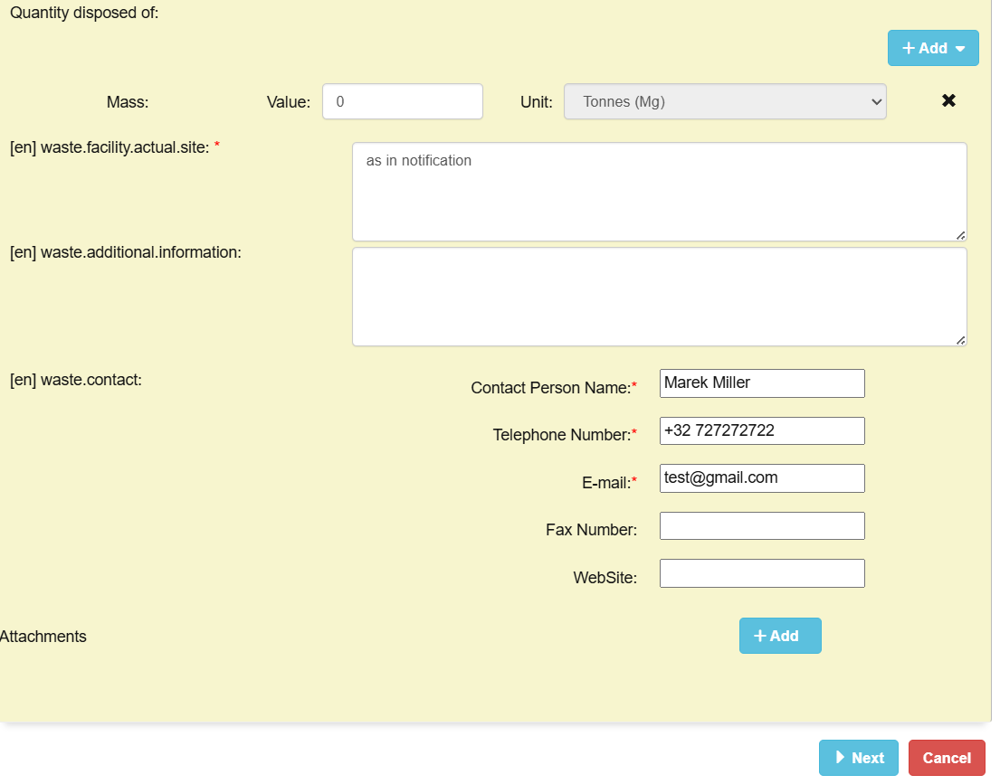 Quantity disposed of:
+ Add
Mass: Value: 0 Unit: Tonnes (Mg)
[en] waste.facility.actual.site: *
as in notification
[en] waste.additional.information:
[en] waste.contact:
Contact Person Name:* Marek Miller
Telephone Number:* +32 727272722
E-mail:* test@gmail.com
Fax Number:
WebSite:
Attachments + Add
Next Cancel